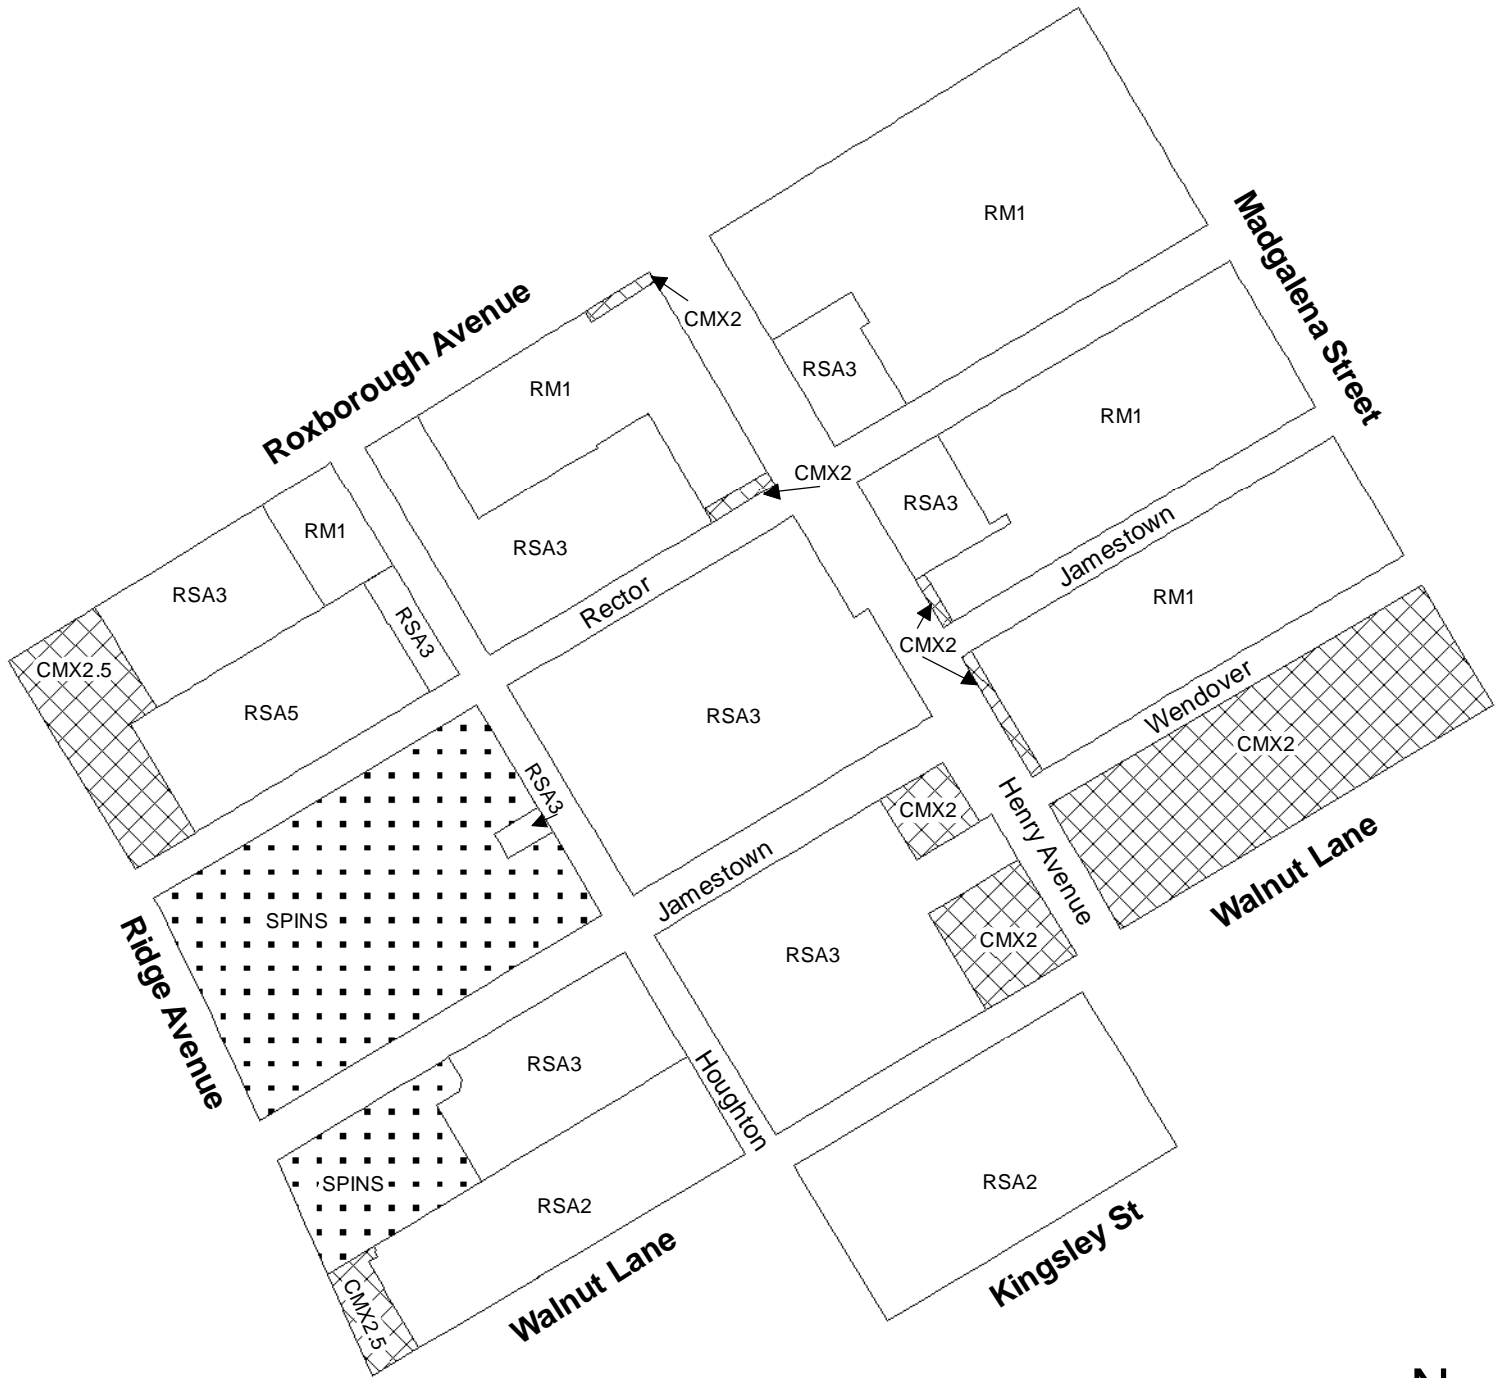 RM1
Madgalena Street
Roxborough Avenue
CMX2
RM1
RSA3
RM1
CMX2
RSA3
RM1
RSA3
RSA3
Jamestown
RSA3
Rector
RM1
RSA3
CMX2
CMX2.5
RSA5
RSA3
Wendover
CMX2
RSA3
CMX2
Henry Avenue
Walnut Lane
Jamestown
SPINS
CMX2
RSA3
Ridge Avenue
RSA3
Houghton
SPINS
RSA2
RSA2
Walnut Lane
Kingsley St
CMX2.5